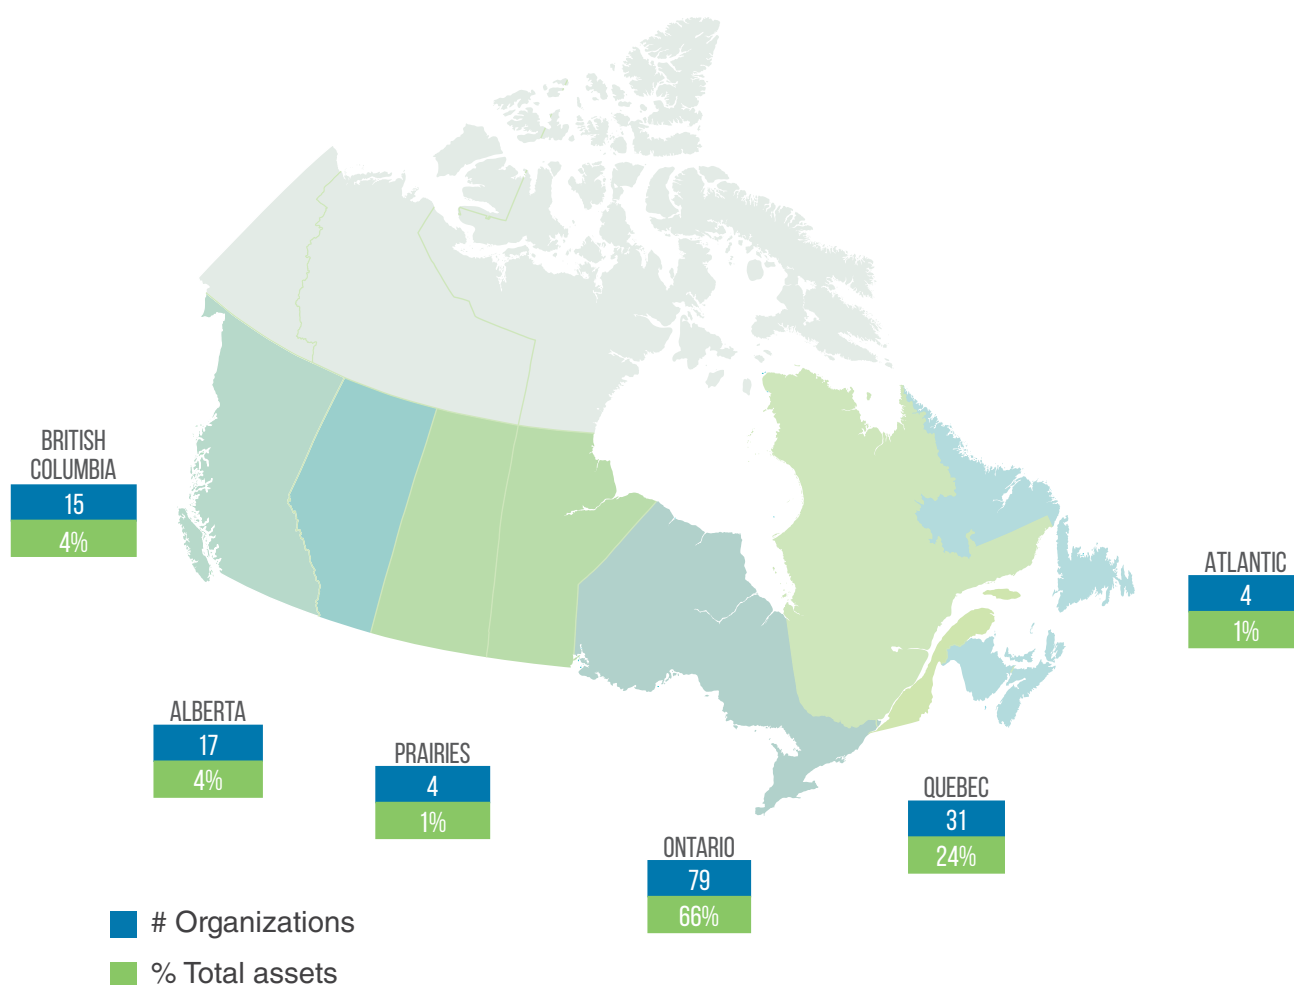 BRITISH
COLUMBIA
15
4%
ATLANTIC
4
1%
ALBERTA
17
4%
PRAIRIES
4
1%
QUEBEC
31
24%
ONTARIO
79
66%
# Organizations
% Total assets